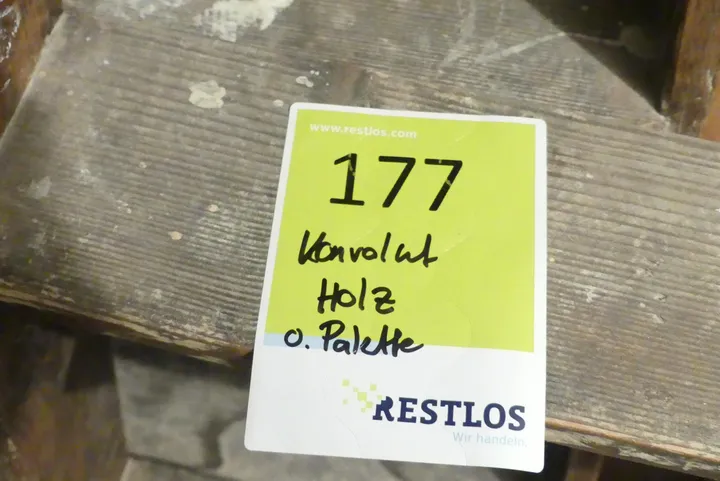 www.restlos.com
177
Konvolut
Holz
o. Palette
RESTLOS
Wir handeln.